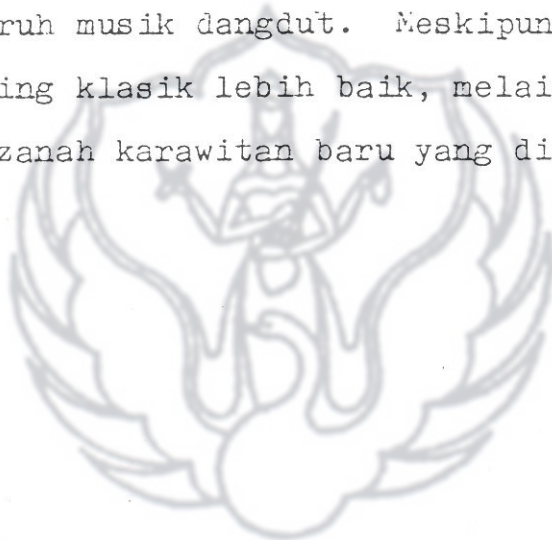 ruh musik dangdut. Meskipun
ing klasik lebih baik, melai
zanah karawitan baru yang di